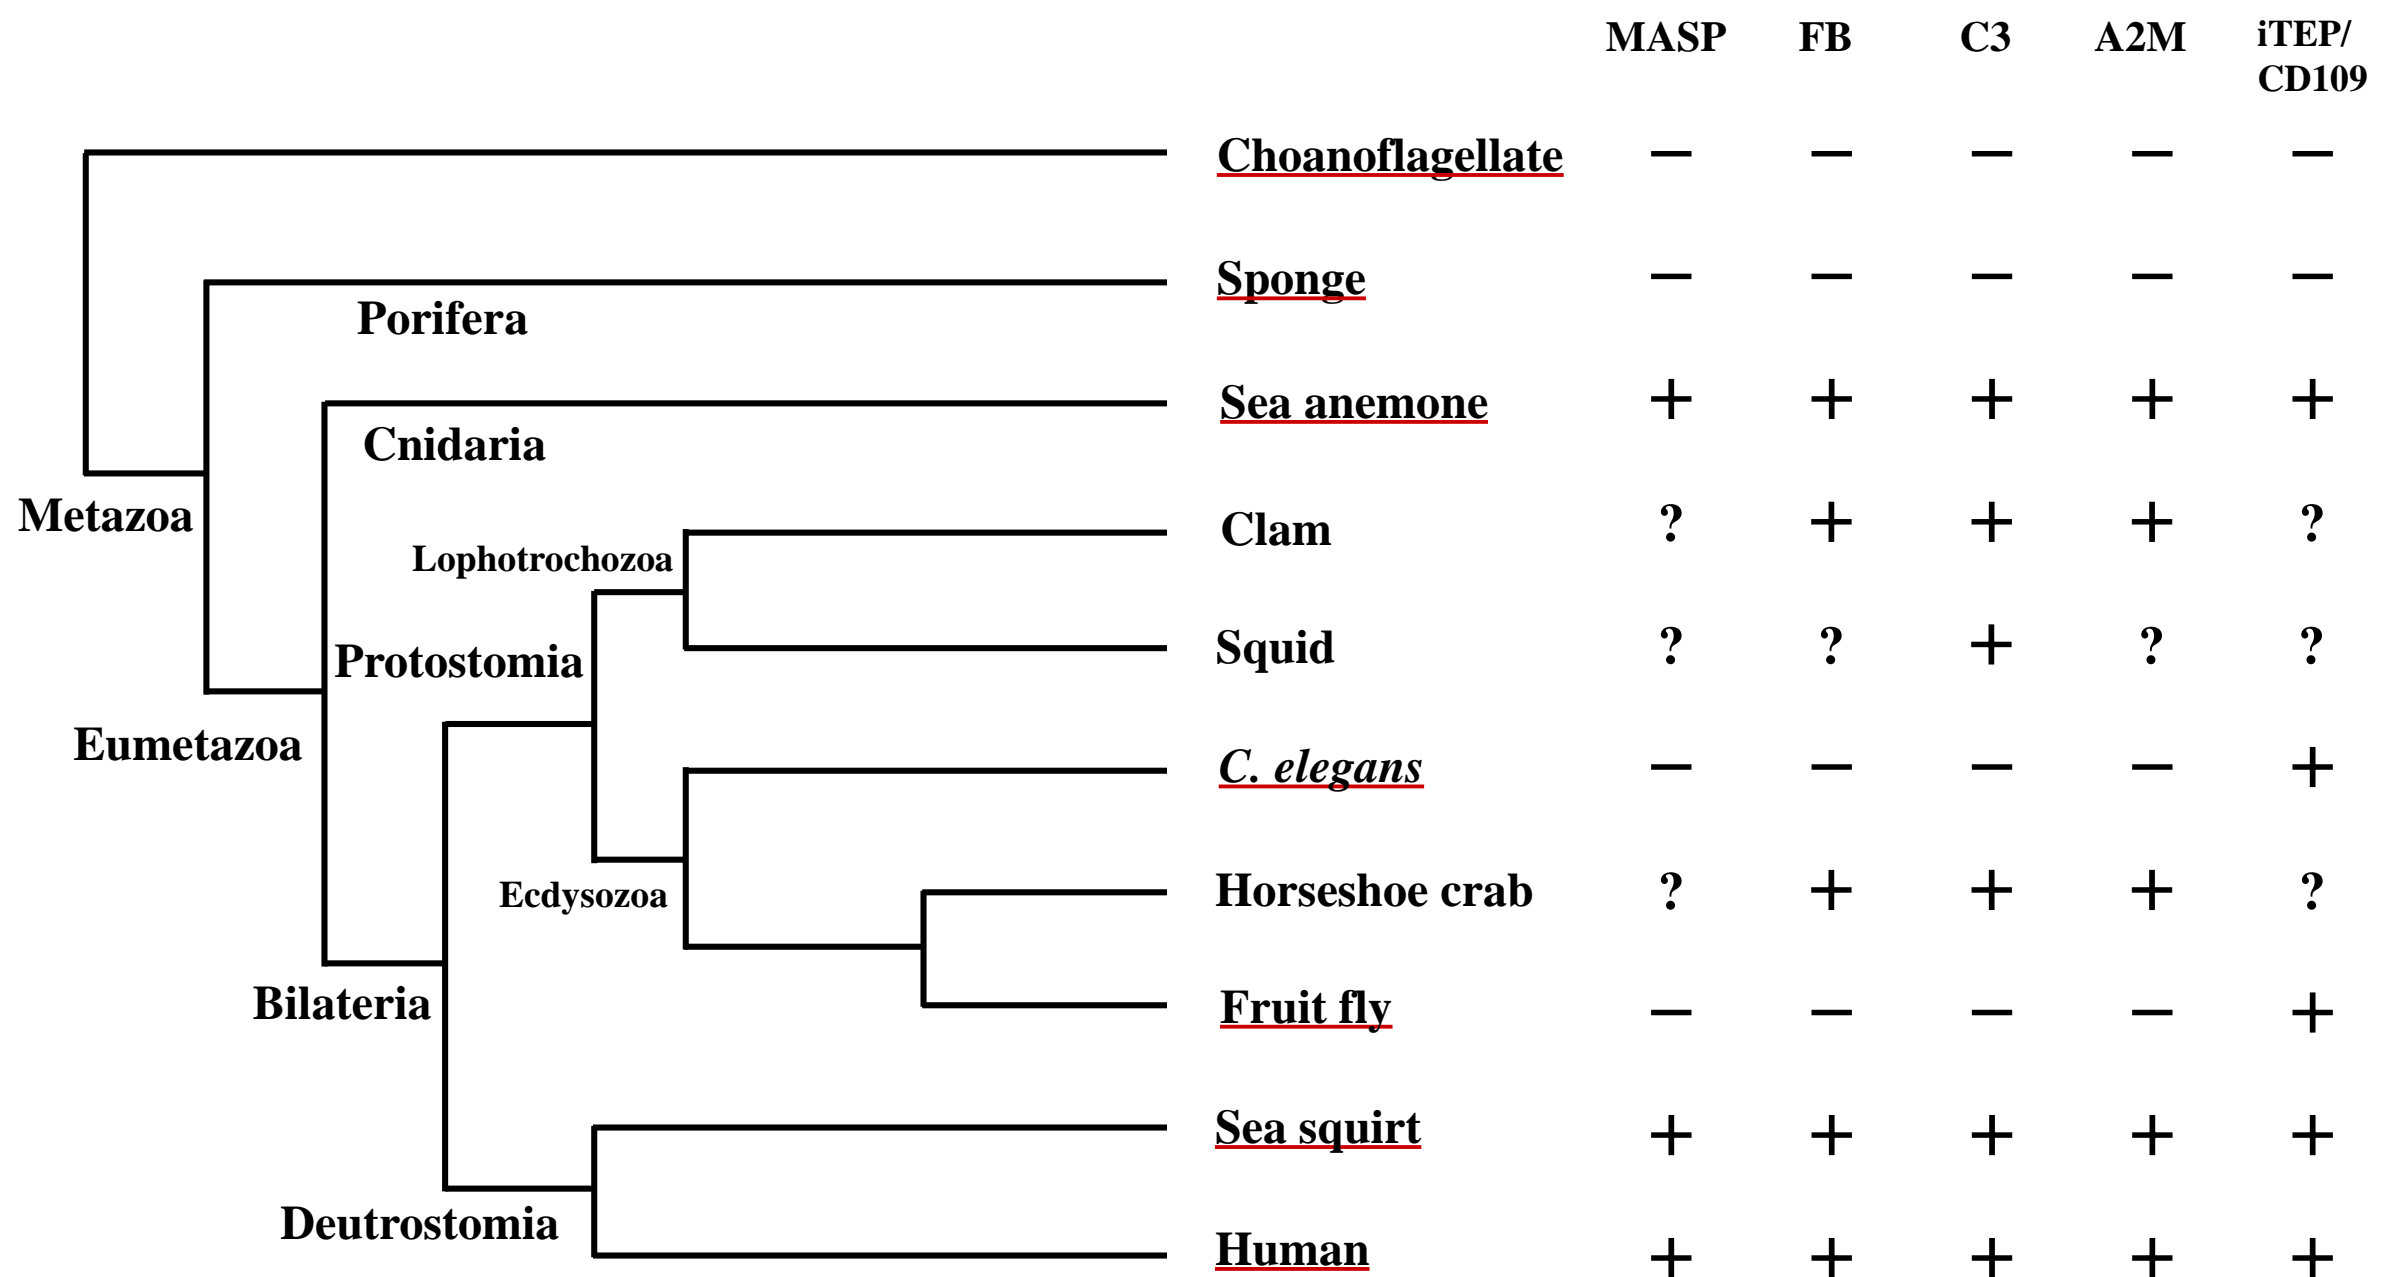 MASP FB C3 A2M iTEP/
CD109
Choanoflagellate — — — — —
Sponge — — — — —
Porifera
Sea anemone + + + + +
Cnidaria
Metazoa
Clam ? + + + ?
Lophotrochozoa
Squid ? ? + ? ?
Protostomia
Eumetazoa
C. elegans — — — — +
Horseshoe crab ? + + + ?
Ecdysozoa
Fruit fly — — — — +
Bilateria
Sea squirt + + + + +
Deutrostomia
Human + + + + +